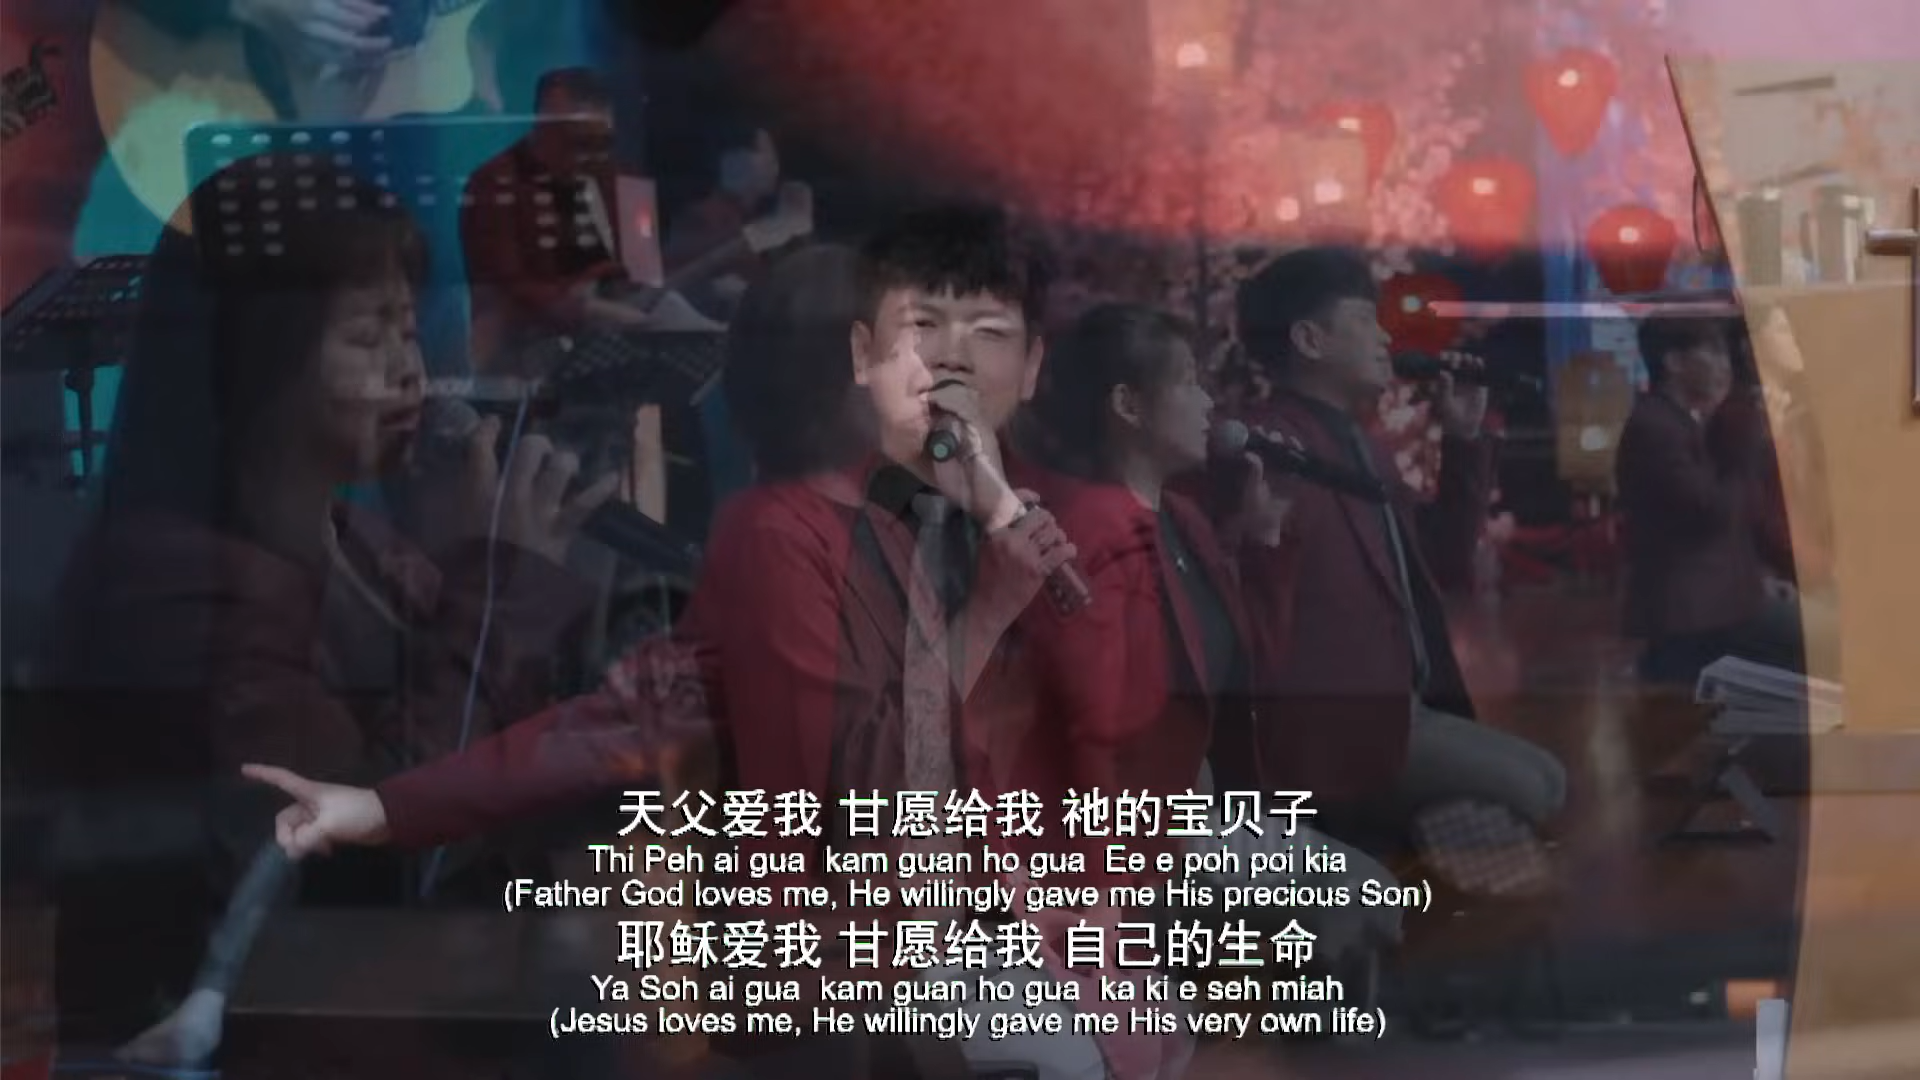 天父爱我 甘愿给我 祂的宝贝子
Thi Peh ai gua kam guan ho gua Ee e poh poi kia
(Father God loves me, He willingly gave me His precious Son)
耶稣爱我 甘愿给我 自己的生命
Ya Soh ai gua kam guan ho gua ka ki e seh miah
(Jesus loves me, He willingly gave me His very own life)